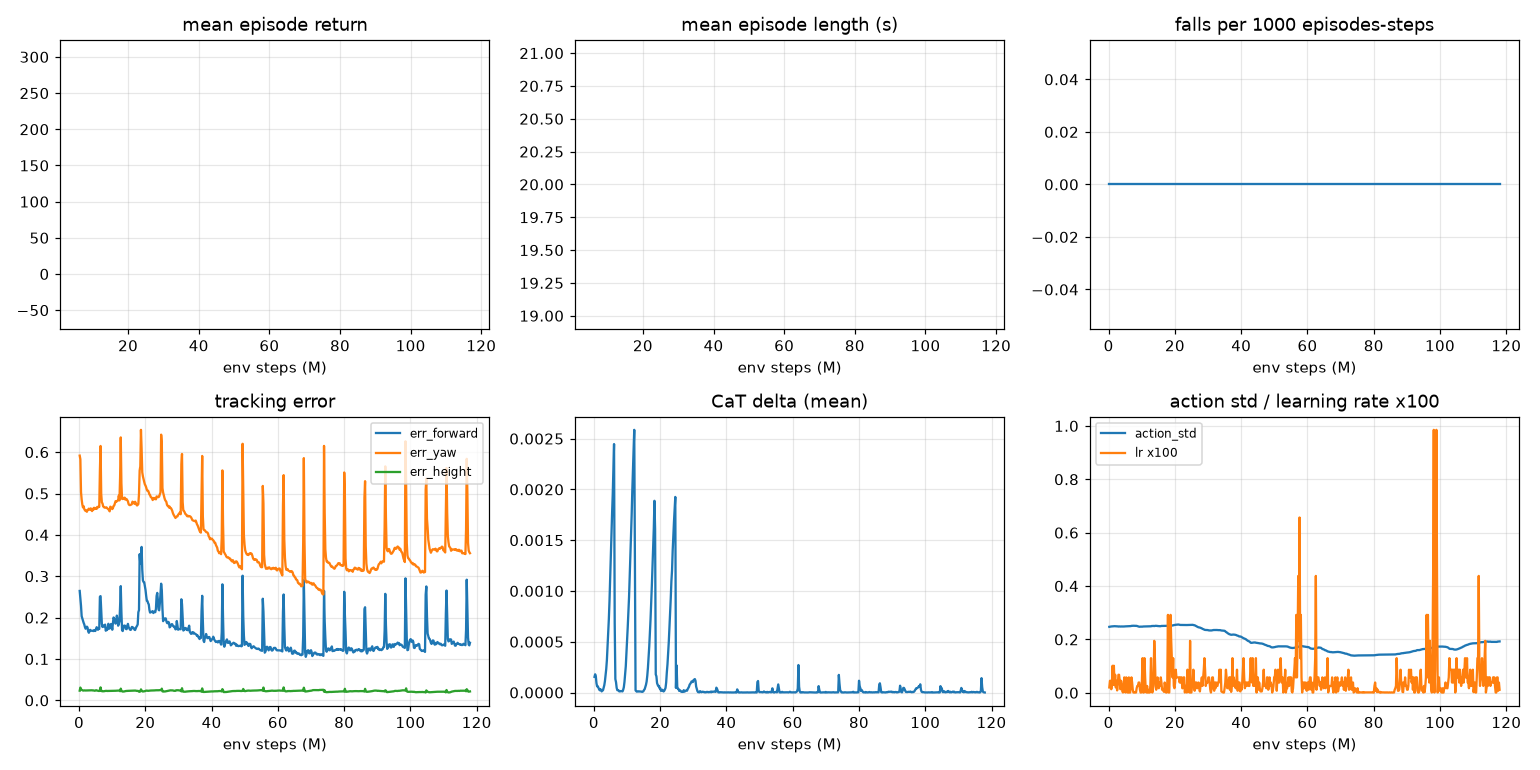 mean episode return
300
250
200
150
100
50
0
−50
20 40 60 80 100 120
env steps (M)
mean episode length (s)
21.00
20.75
20.50
20.25
20.00
19.75
19.50
19.25
19.00
20 40 60 80 100 120
env steps (M)
falls per 1000 episodes-steps
0.04
0.02
0.00
−0.02
−0.04
0 20 40 60 80 100 120
env steps (M)
tracking error
err_forward
err_yaw
err_height
0.6
0.5
0.4
0.3
0.2
0.1
0.0
0 20 40 60 80 100 120
env steps (M)
CaT delta (mean)
0.0025
0.0020
0.0015
0.0010
0.0005
0.0000
0 20 40 60 80 100 120
env steps (M)
action std / learning rate x100
action_std
lr x100
1.0
0.8
0.6
0.4
0.2
0.0
0 20 40 60 80 100 120
env steps (M)